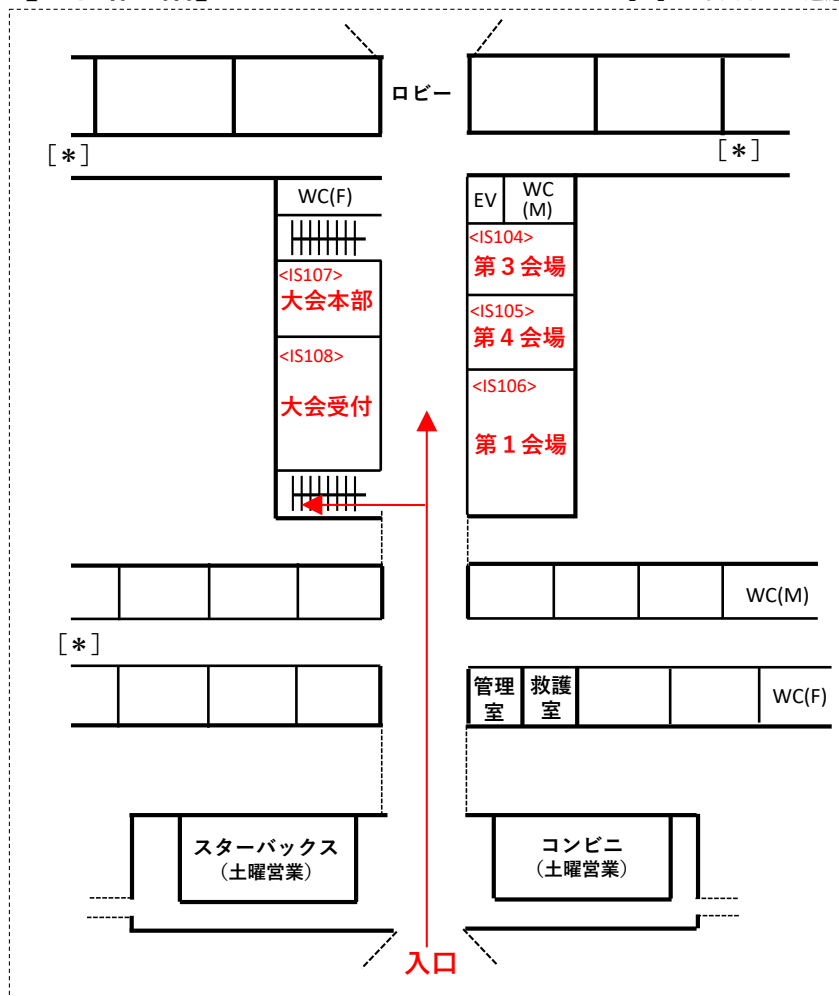 ロビー
[*]
[*]
WC(F)
EV
WC
(M)
<IS107>
大会本部
<IS104>
第3会場
<IS105>
第4会場
<IS108>
大会受付
<IS106>
第1会場
WC(M)
[*]
管理
室
救護
室
WC(F)
スターバックス
（土曜営業）
コンビニ
（土曜営業）
入口